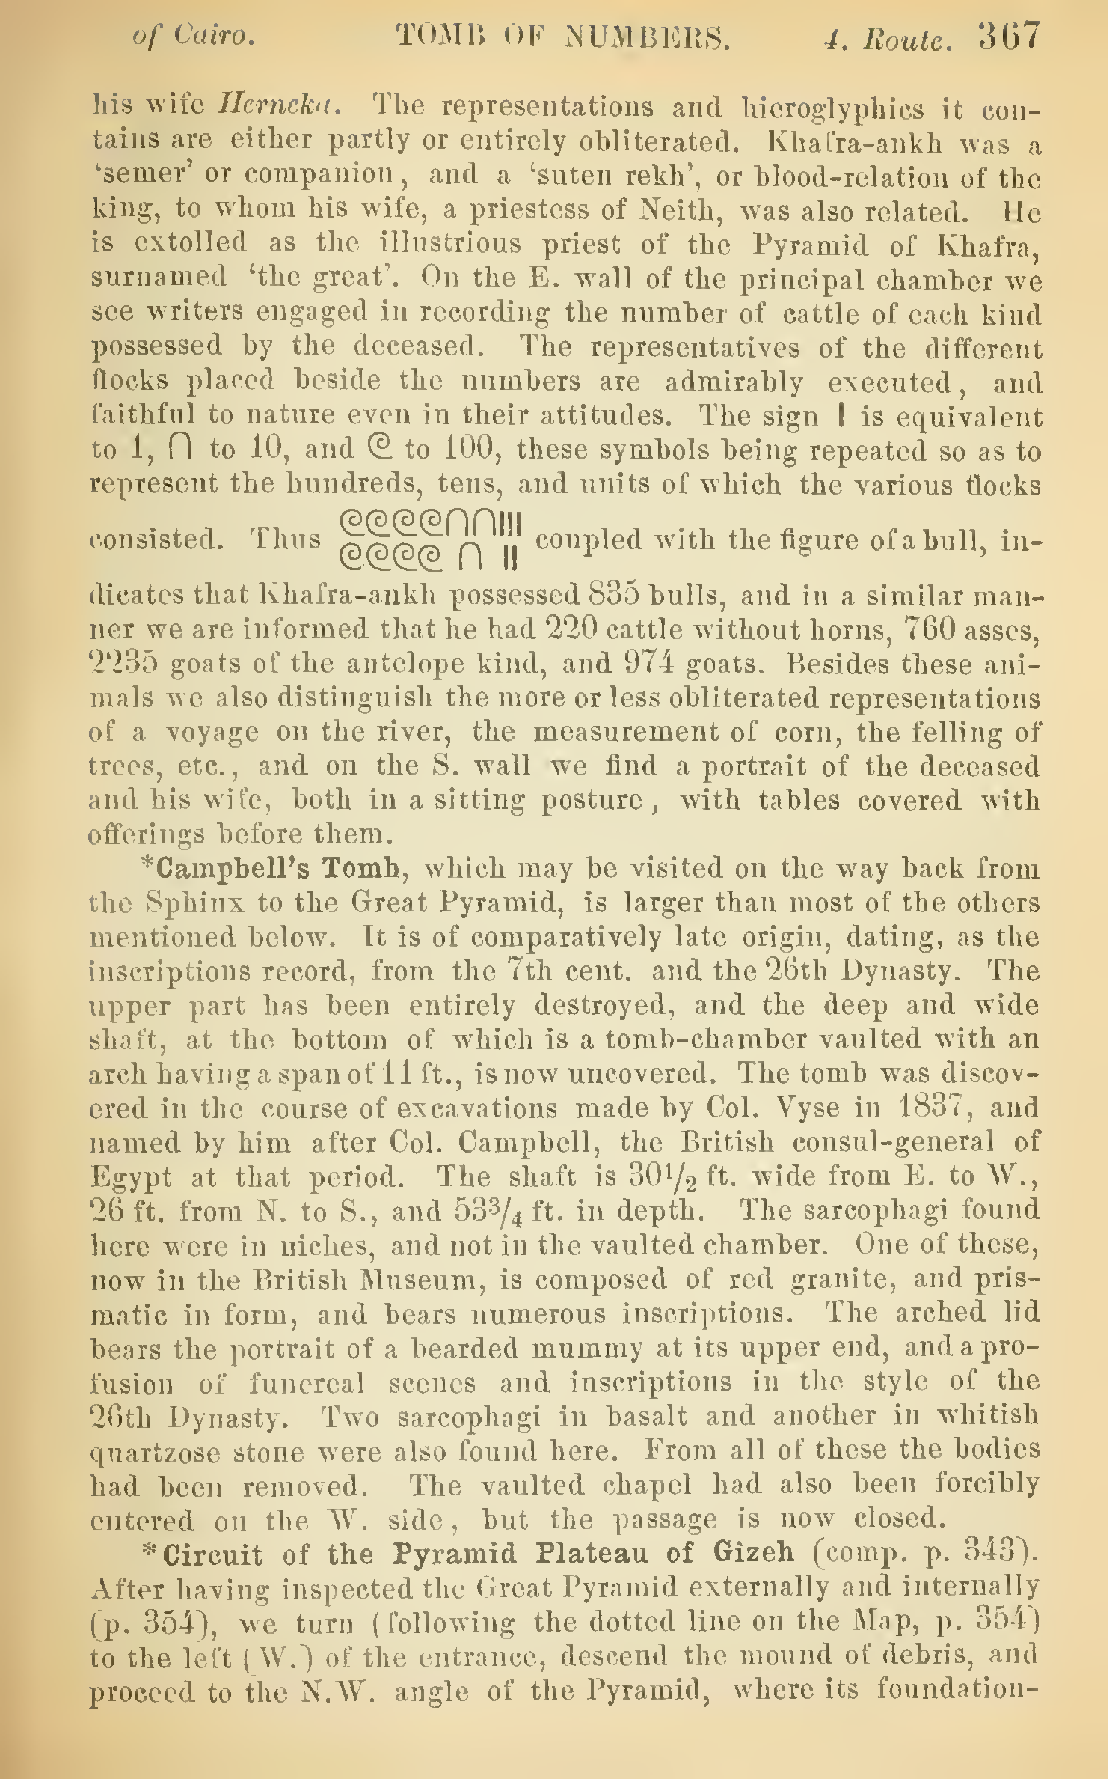 of Cairo. TOMB OF NUMBERS. 4. Route. 367
his wife Herneka. The representations and hieroglyphics it con-
tains are either partly or entirely obliterated. Khafra-ankh was a
‘semer’ or companion, and a ‘suten rekh’, or blood-relation of the
king, to whom his wife, a priestess of Neith, was also related. He
is extolled as the illustrious priest of the Pyramid of Khafra,
surnamed ‘the great’. On the E. wall of the principal chamber we
see writers engaged in recording the number of cattle of each kind
possessed by the deceased. The representatives of the different
flocks placed beside the numbers are admirably executed, and
faithful to nature even in their attitudes. The sign I is equivalent
to 1, ∩ to 10, and @ to 100, these symbols being repeated so as to
represent the hundreds, tens, and units of which the various flocks
consisted. Thus @@@@∩∩III @@@@ ∩ II coupled with the figure of a bull, in-
dicates that Khafra-ankh possessed 835 bulls, and in a similar man-
ner we are informed that he had 220 cattle without horns, 760 asses,
2235 goats of the antelope kind, and 974 goats. Besides these ani-
mals we also distinguish the more or less obliterated representations
of a voyage on the river, the measurement of corn, the felling of
trees, etc., and on the S. wall we find a portrait of the deceased
and his wife, both in a sitting posture, with tables covered with
offerings before them.
*Campbell’s Tomb, which may be visited on the way back from
the Sphinx to the Great Pyramid, is larger than most of the others
mentioned below. It is of comparatively late origin, dating, as the
inscriptions record, from the 7th cent. and the 26th Dynasty. The
upper part has been entirely destroyed, and the deep and wide
shaft, at the bottom of which is a tomb-chamber vaulted with an
arch having a span of 11 ft., is now uncovered. The tomb was discov-
ered in the course of excavations made by Col. Vyse in 1837, and
named by him after Col. Campbell, the British consul-general of
Egypt at that period. The shaft is 30 1/2 ft. wide from E. to W.,
26 ft. from N. to S., and 53 3/4 ft. in depth. The sarcophagi found
here were in niches, and not in the vaulted chamber. One of these,
now in the British Museum, is composed of red granite, and pris-
matic in form, and bears numerous inscriptions. The arched lid
bears the portrait of a bearded mummy at its upper end, and a pro-
fusion of funereal scenes and inscriptions in the style of the
26th Dynasty. Two sarcophagi in basalt and another in whitish
quartzose stone were also found here. From all of these the bodies
had been removed. The vaulted chapel had also been forcibly
entered on the W. side, but the passage is now closed.
*Circuit of the Pyramid Plateau of Gizeh (comp. p. 343).
After having inspected the Great Pyramid externally and internally
(p. 354), we turn (following the dotted line on the Map, p. 354)
to the left (W.) of the entrance, descend the mound of debris, and
proceed to the N.W. angle of the Pyramid, where its foundation-